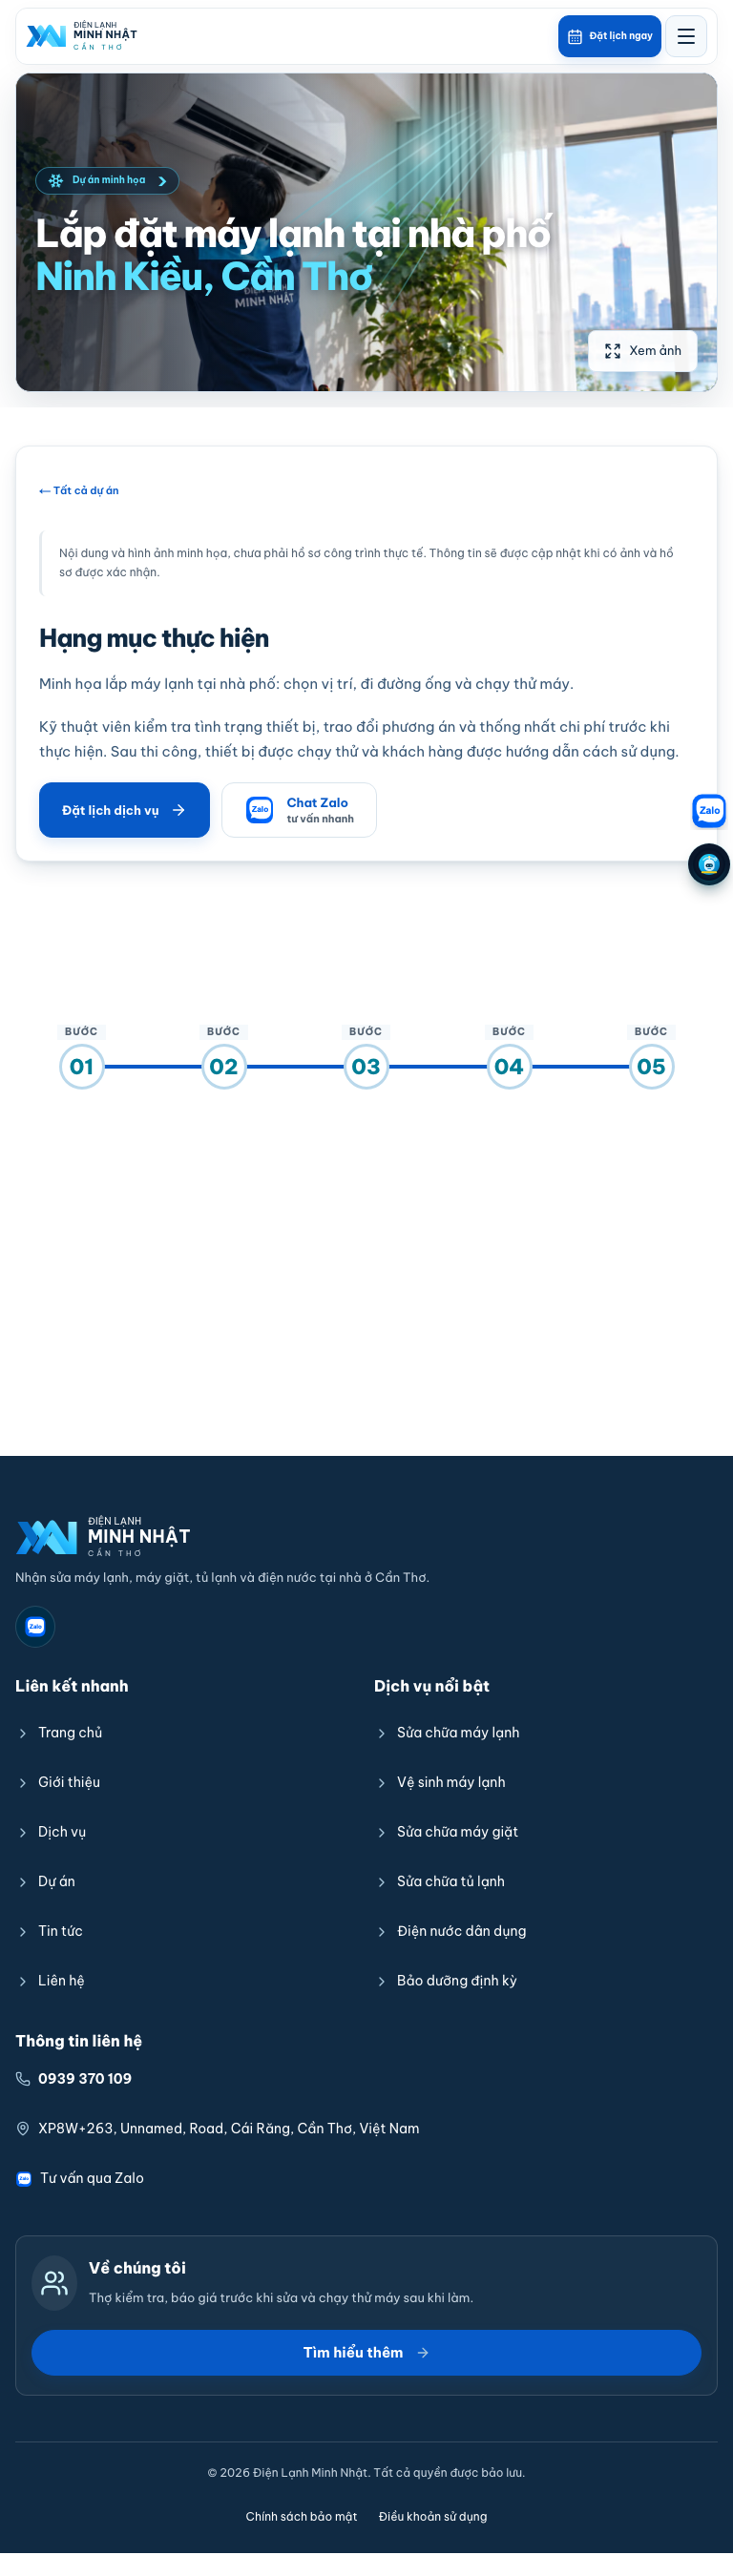 ĐIỆN LẠNH
MINH NHẬT
CẦN THƠ
Đặt lịch ngay
Dự án minh họa
Lắp đặt máy lạnh tại nhà phố
Ninh Kiều, Cần Thơ
ĐIỆN LẠNH
MINH NHẬT
Xem ảnh
← Tất cả dự án
Nội dung và hình ảnh minh họa, chưa phải hồ sơ công trình thực tế. Thông tin sẽ được cập nhật khi có ảnh và hồ
sơ được xác nhận.
Hạng mục thực hiện
Minh họa lắp máy lạnh tại nhà phố: chọn vị trí, đi đường ống và chạy thử máy.
Kỹ thuật viên kiểm tra tình trạng thiết bị, trao đổi phương án và thống nhất chi phí trước khi
thực hiện. Sau thi công, thiết bị được chạy thử và khách hàng được hướng dẫn cách sử dụng.
Đặt lịch dịch vụ
Zalo
Chat Zalo
tư vấn nhanh
Zalo
BƯỚC BƯỚC BƯỚC BƯỚC BƯỚC
01 02 03 04 05
ĐIỆN LẠNH
MINH NHẬT
CẦN THƠ
Nhận sửa máy lạnh, máy giặt, tủ lạnh và điện nước tại nhà ở Cần Thơ.
Zalo
Liên kết nhanh
Trang chủ
Giới thiệu
Dịch vụ
Dự án
Tin tức
Liên hệ
Dịch vụ nổi bật
Sửa chữa máy lạnh
Vệ sinh máy lạnh
Sửa chữa máy giặt
Sửa chữa tủ lạnh
Điện nước dân dụng
Bảo dưỡng định kỳ
Thông tin liên hệ
0939 370 109
XP8W+263, Unnamed, Road, Cái Răng, Cần Thơ, Việt Nam
Zalo Tư vấn qua Zalo
Về chúng tôi
Thợ kiểm tra, báo giá trước khi sửa và chạy thử máy sau khi làm.
Tìm hiểu thêm
© 2026 Điện Lạnh Minh Nhật. Tất cả quyền được bảo lưu.
Chính sách bảo mật Điều khoản sử dụng